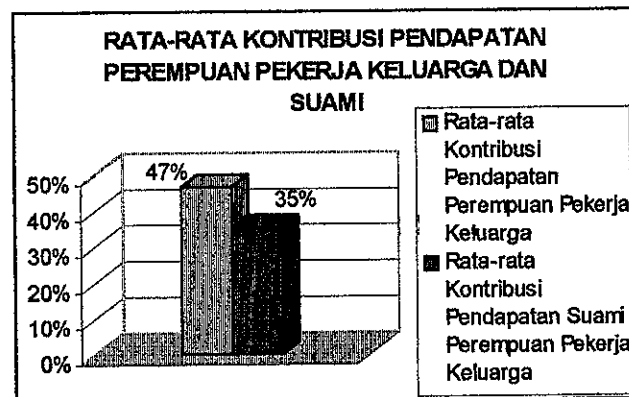 RATA-RATA KONTRIBUSI PENDAPATAN
PEREMPUAN PEKERJA KELUARGA DAN
SUAMI
47%
35%
50%
40%
30%
20%
10%
0%
Rata-rata
Kontribusi
Pendapatan
Perempuan Pekerja
Keluarga
Rata-rata
Kontribusi
Pendapatan Suami
Perempuan Pekerja
Keluarga